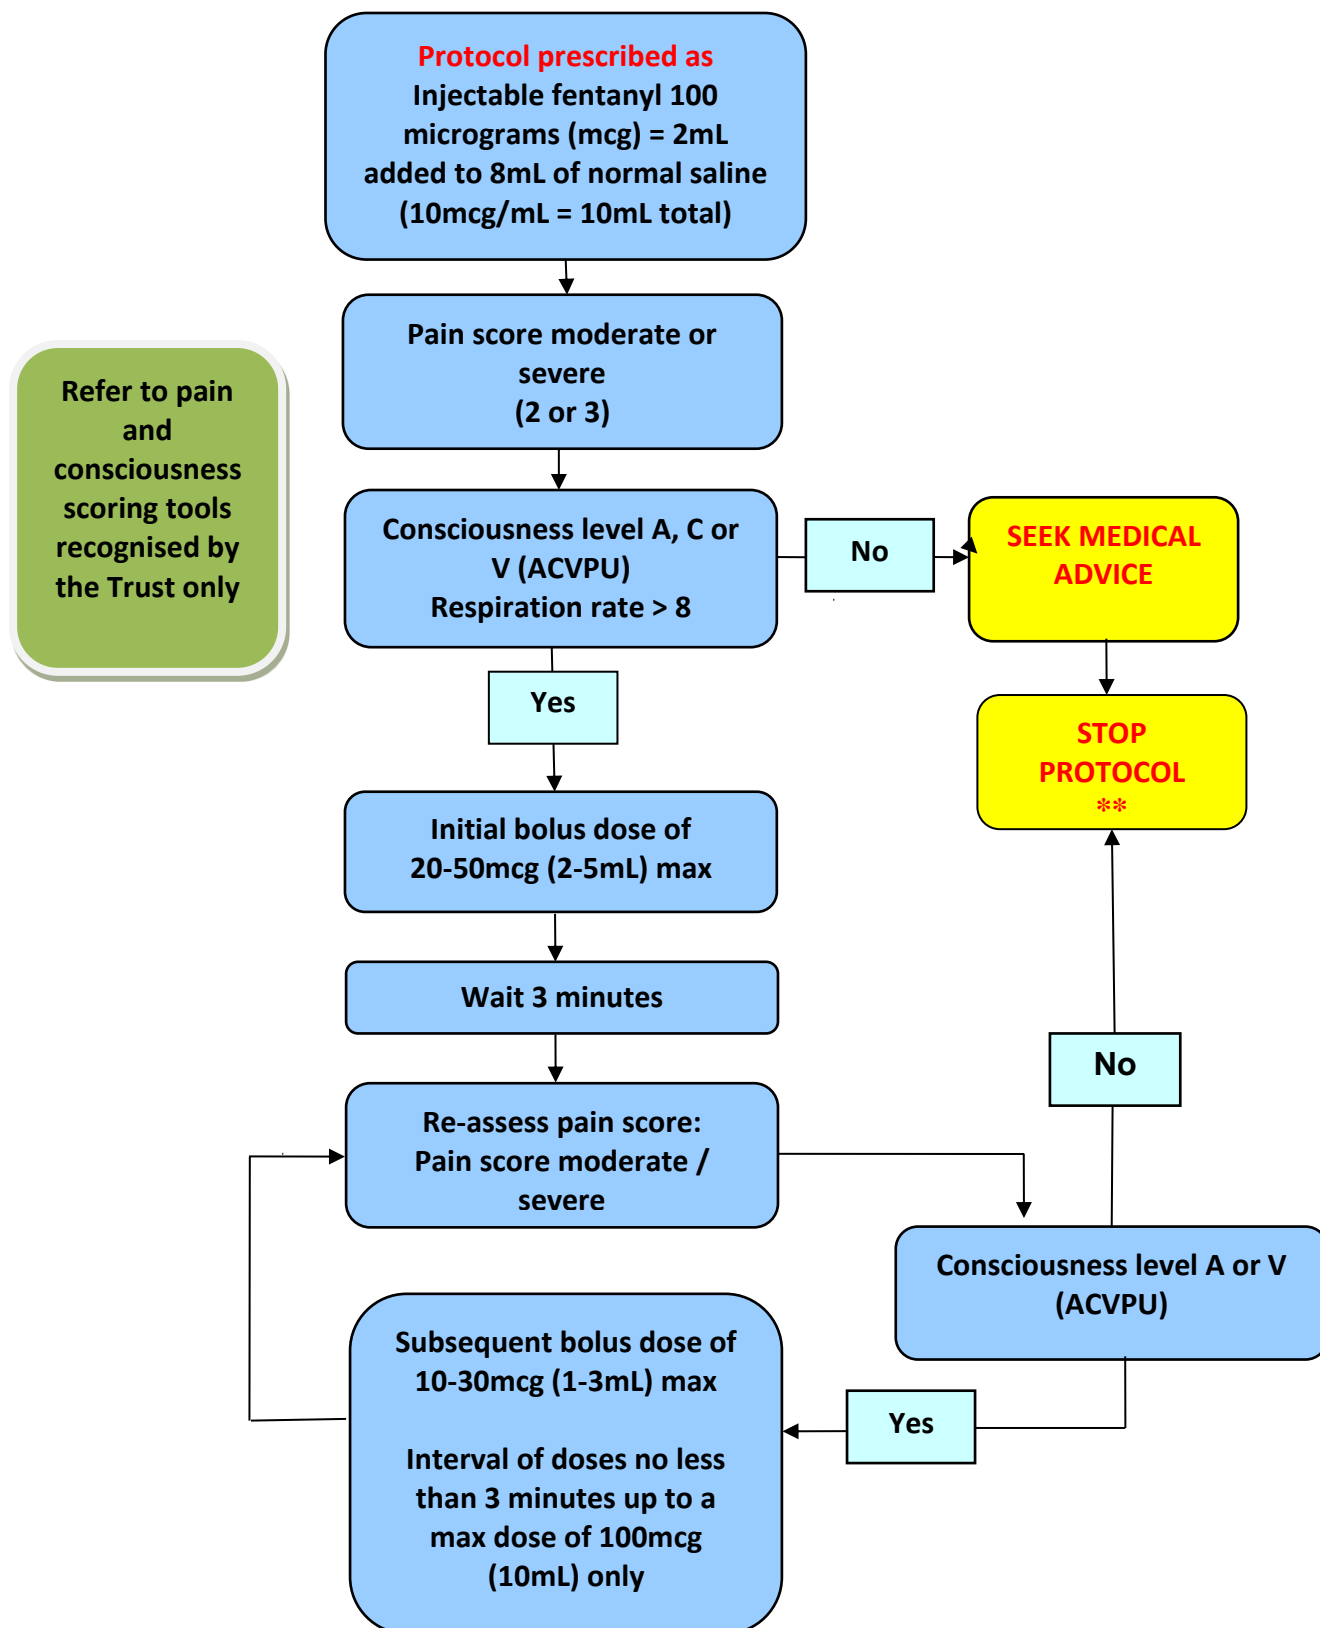 Protocol prescribed as
Injectable fentanyl 100
micrograms (mcg) = 2mL
added to 8mL of normal saline
(10mcg/mL = 10mL total)
Pain score moderate or
severe
(2 or 3)
Refer to pain
and
consciousness
scoring tools
recognised by
the Trust only
Consciousness level A, C or
V (ACVPU)
Respiration rate > 8
No
SEEK MEDICAL
ADVICE
Yes
STOP
PROTOCOL
**
Initial bolus dose of
20-50mcg (2-5mL) max
Wait 3 minutes
No
Re-assess pain score:
Pain score moderate /
severe
Consciousness level A or V
(ACVPU)
Yes
Subsequent bolus dose of
10-30mcg (1-3mL) max
Interval of doses no less
than 3 minutes up to a
max dose of 100mcg
(10mL) only